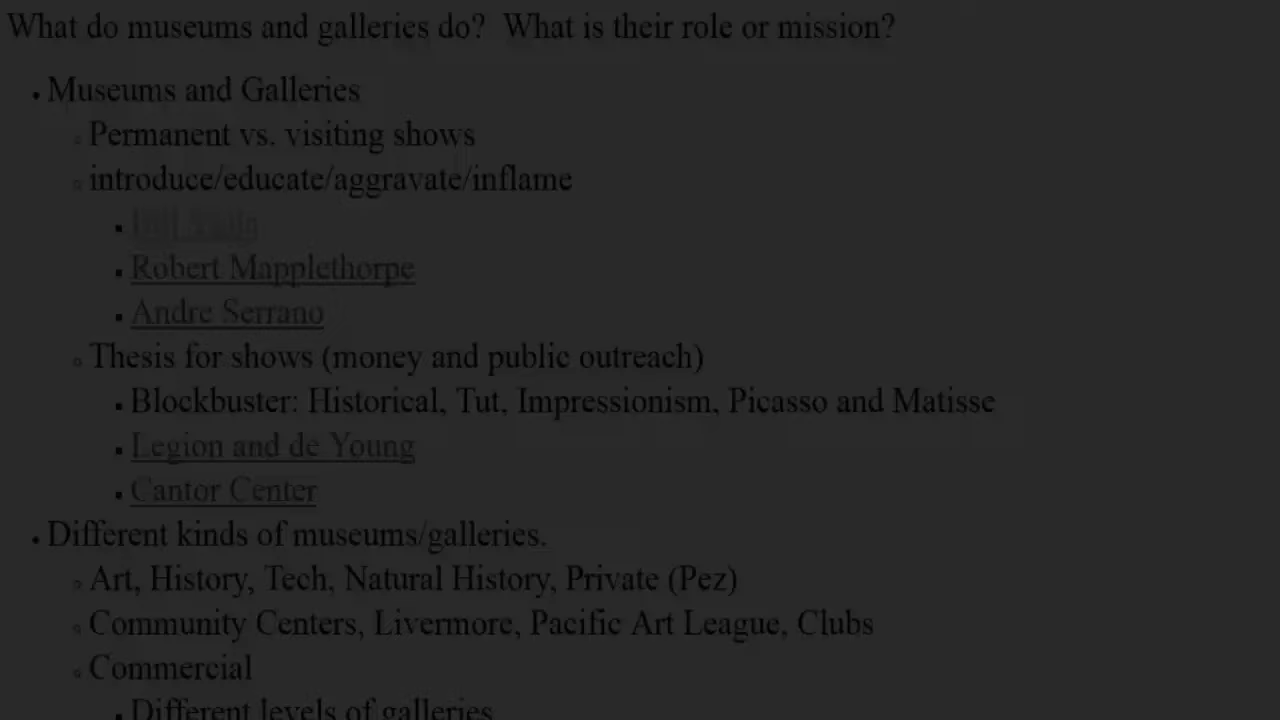 What do museums and galleries do? What is their role or mission?
Museums and Galleries
Permanent vs. visiting shows
introduce/educate/aggravate/inflame
Robert Mapplethorpe
Andre Serrano
Thesis for shows (money and public outreach)
Blockbuster: Historical, Tut, Impressionism, Picasso and Matisse
Legion and de Young
Cantor Center
Different kinds of museums/galleries.
Art, History, Tech, Natural History, Private (Pez)
Community Centers, Livermore, Pacific Art League, Clubs
Commercial
Different levels of galleries